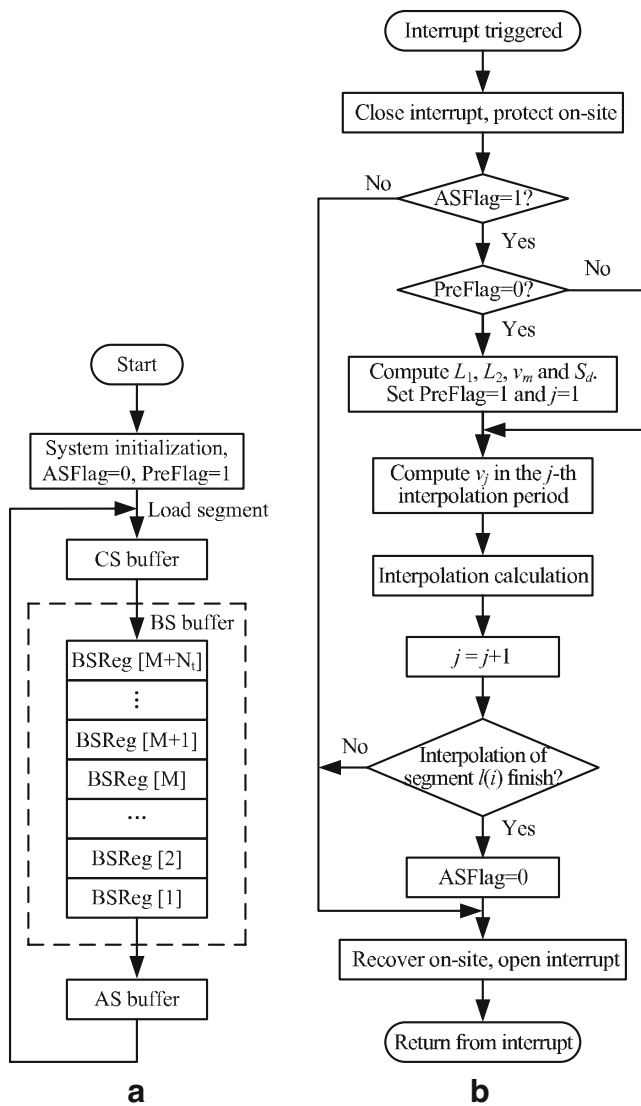 Start
System initialization,
ASFlag=0, PreFlag=1
Load segment
CS buffer
BS buffer
BSReg [M+Nₜ]
⋮
BSReg [M+1]
BSReg [M]
···
BSReg [2]
BSReg [1]
AS buffer
a
Interrupt triggered
Close interrupt, protect on-site
No
ASFlag=1?
Yes
No
PreFlag=0?
Yes
Compute L₁, L₂, vₘ and S_d.
Set PreFlag=1 and j=1
Compute vⱼ in the j-th
interpolation period
Interpolation calculation
j = j+1
No
Interpolation of
segment l(i) finish?
Yes
ASFlag=0
Recover on-site, open interrupt
Return from interrupt
b